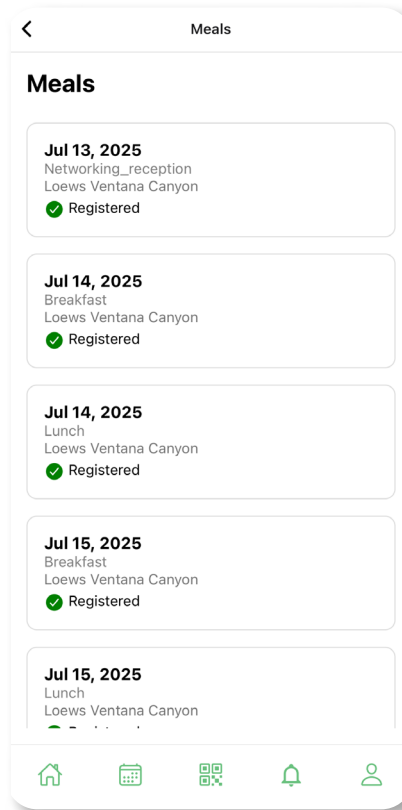 Meals
Meals
Jul 13, 2025
Networking_reception
Loews Ventana Canyon
Registered
Jul 14, 2025
Breakfast
Loews Ventana Canyon
Registered
Jul 14, 2025
Lunch
Loews Ventana Canyon
Registered
Jul 15, 2025
Breakfast
Loews Ventana Canyon
Registered
Jul 15, 2025
Lunch
Loews Ventana Canyon